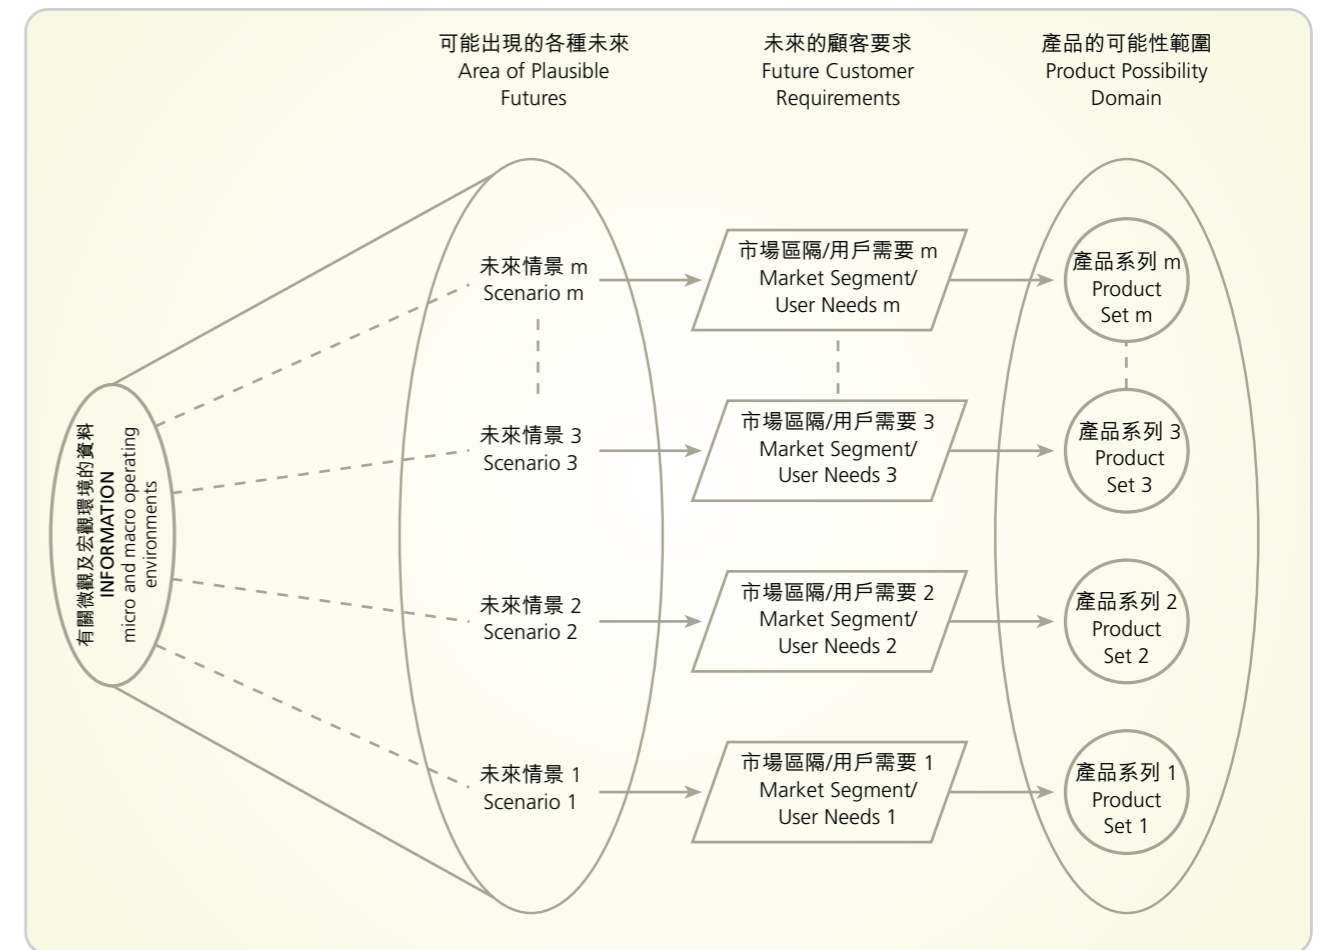 可能出現的各種未來
Area of Plausible
Futures
未來的顧客要求
Future Customer
Requirements
產品的可能性範圍
Product Possibility
Domain
有關微觀及宏觀環境的資料
INFORMATION
micro and macro operating
environments
未來情景 m
Scenario m
市場區隔/用戶需要 m
Market Segment/
User Needs m
產品系列 m
Product
Set m
未來情景 3
Scenario 3
市場區隔/用戶需要 3
Market Segment/
User Needs 3
產品系列 3
Product
Set 3
未來情景 2
Scenario 2
市場區隔/用戶需要 2
Market Segment/
User Needs 2
產品系列 2
Product
Set 2
未來情景 1
Scenario 1
市場區隔/用戶需要 1
Market Segment/
User Needs 1
產品系列 1
Product
Set 1